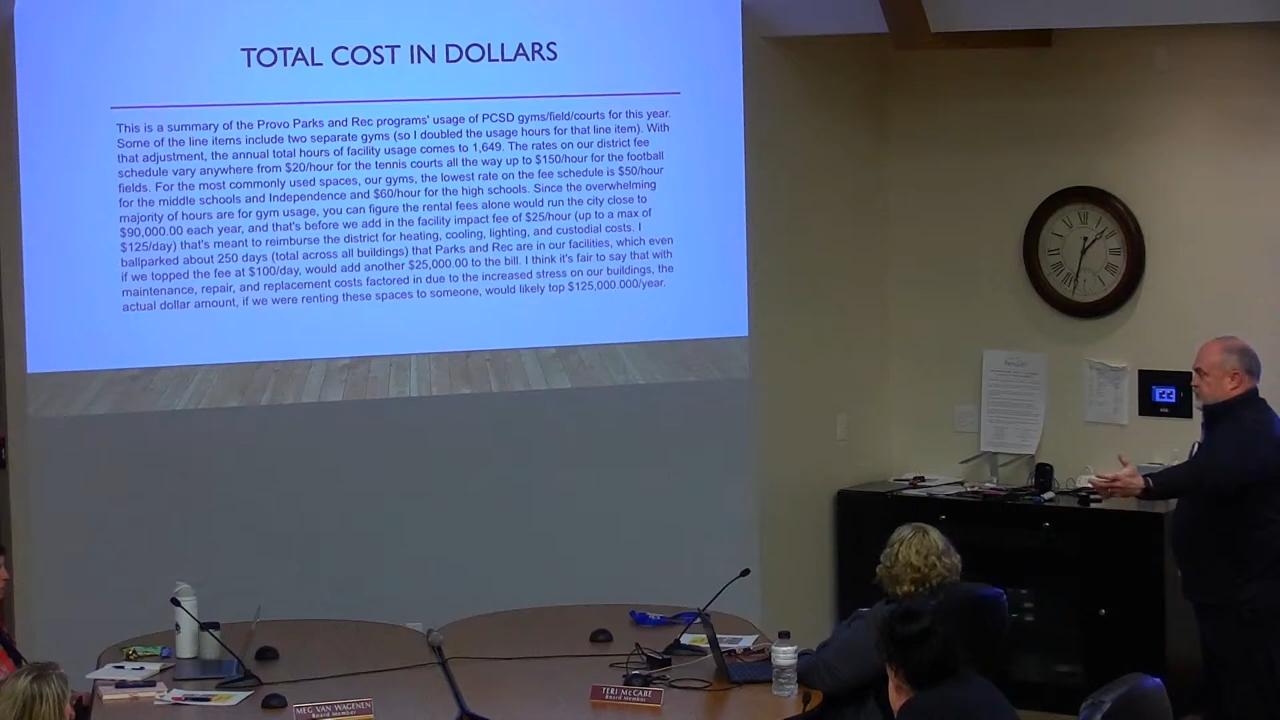 TOTAL COST IN DOLLARS
This is a summary of the Provo Parks and Rec programs' usage of PCSD gyms/field/courts for this year.
Some of the line items include two separate gyms (so I doubled the usage hours for that line item). With
that adjustment, the annual total hours of facility usage comes to 1,649. The rates on our district fee
schedule vary anywhere from $20/hour for the tennis courts all the way up to $150/hour for the football
fields. For the most commonly used spaces, our gyms, the lowest rate on the fee schedule is $50/hour
for the middle schools and Independence and $60/hour for the high schools. Since the overwhelming
majority of hours are for gym usage, you can figure the rental fees alone would run the city close to
$90,000.00 each year, and that's before we add in the facility impact fee of $25/hour (up to a max of
$125/day) that's meant to reimburse the district for heating, cooling, lighting, and custodial costs. I
ballparked about 250 days (total across all buildings) that Parks and Rec are in our facilities, which even
if we topped the fee at $100/day, would add another $25,000.00 to the bill. I think it's fair to say that with
maintenance, repair, and replacement costs factored in due to the increased stress on our buildings, the
actual dollar amount, if we were renting these spaces to someone, would likely top $125,000.000/year.
MEG VAN WAGENEN
Board Member
TERI McCABE
Board Member